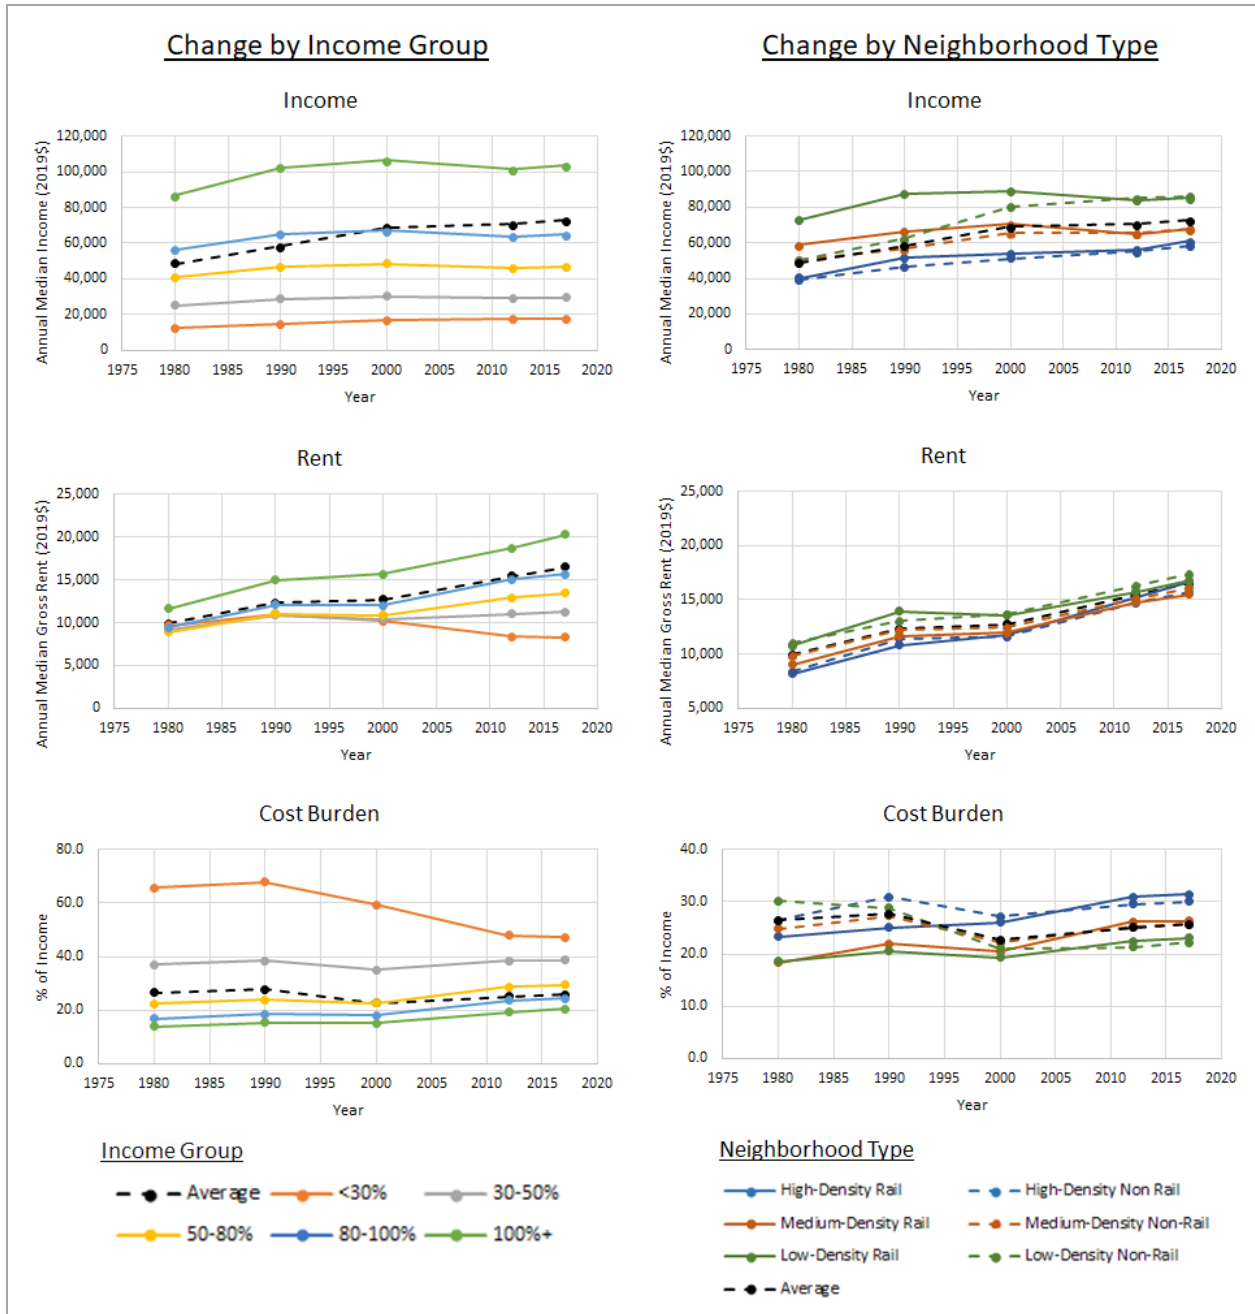 Change by Income Group
Income
Annual Median Income (2019$)
120,000
100,000
80,000
60,000
40,000
20,000
0
1975 1980 1985 1990 1995 2000 2005 2010 2015 2020
Year
Rent
Annual Median Gross Rent (2019$)
25,000
20,000
15,000
10,000
5,000
0
1975 1980 1985 1990 1995 2000 2005 2010 2015 2020
Year
Cost Burden
% of Income
80.0
60.0
40.0
20.0
0.0
1975 1980 1985 1990 1995 2000 2005 2010 2015 2020
Year
Income Group
Average <30% 30-50%
50-80% 80-100% 100%+
Change by Neighborhood Type
Income
Annual Median Income (2019$)
120,000
100,000
80,000
60,000
40,000
20,000
0
1975 1980 1985 1990 1995 2000 2005 2010 2015 2020
Year
Rent
Annual Median Gross Rent (2019$)
25,000
20,000
15,000
10,000
5,000
1975 1980 1985 1990 1995 2000 2005 2010 2015 2020
Year
Cost Burden
% of Income
40.0
30.0
20.0
10.0
0.0
1975 1980 1985 1990 1995 2000 2005 2010 2015 2020
Year
Neighborhood Type
High-Density Rail High-Density Non Rail
Medium-Density Rail Medium-Density Non-Rail
Low-Density Rail Low-Density Non-Rail
Average